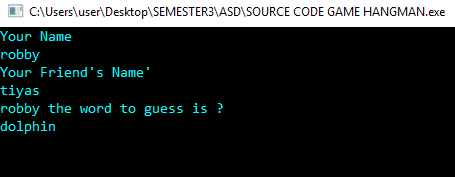 C:\Users\user\Desktop\SEMESTER3\ASD\SOURCE CODE GAME HANGMAN.exe
Your Name
robby
Your Friend's Name'
tiyas
robby the word to guess is ?
dolphin